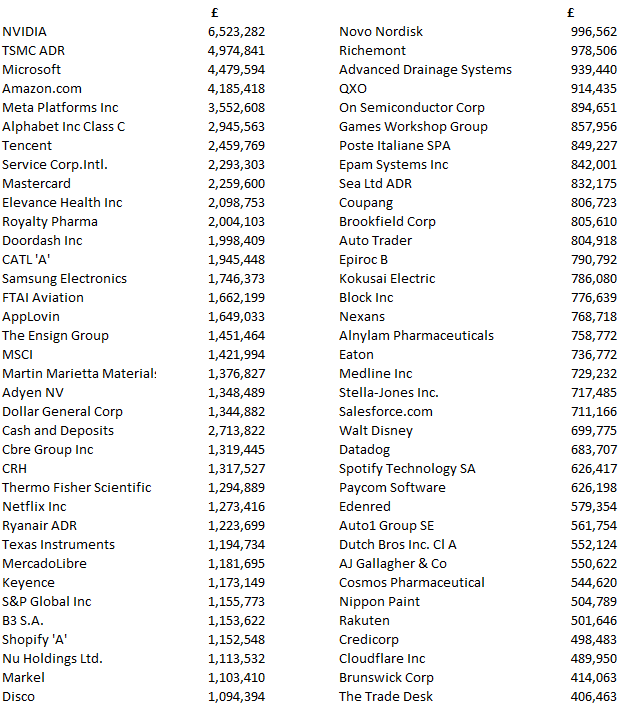 £ £
NVIDIA 6,523,282 Novo Nordisk 996,562
TSMC ADR 4,974,841 Richemont 978,506
Microsoft 4,479,594 Advanced Drainage Systems 939,440
Amazon.com 4,185,418 QXO 914,435
Meta Platforms Inc 3,552,608 On Semiconductor Corp 894,651
Alphabet Inc Class C 2,945,563 Games Workshop Group 857,956
Tencent 2,459,769 Poste Italiane SPA 849,227
Service Corp.Intl. 2,293,303 Epam Systems Inc 842,001
Mastercard 2,259,600 Sea Ltd ADR 832,175
Elevance Health Inc 2,098,753 Coupang 806,723
Royalty Pharma 2,004,103 Brookfield Corp 805,610
Doordash Inc 1,998,409 Auto Trader 804,918
CATL 'A' 1,945,448 Epiroc B 790,792
Samsung Electronics 1,746,373 Kokusai Electric 786,080
FTAI Aviation 1,662,199 Block Inc 776,639
AppLovin 1,649,033 Nexans 768,718
The Ensign Group 1,451,464 Alnylam Pharmaceuticals 758,772
MSCI 1,421,994 Eaton 736,772
Martin Marietta Materials 1,376,827 Medline Inc 729,232
Adyen NV 1,348,489 Stella-Jones Inc. 717,485
Dollar General Corp 1,344,882 Salesforce.com 711,166
Cash and Deposits 2,713,822 Walt Disney 699,775
Cbre Group Inc 1,319,445 Datadog 683,707
CRH 1,317,527 Spotify Technology SA 626,417
Thermo Fisher Scientific 1,294,889 Paycom Software 626,198
Netflix Inc 1,273,416 Edenred 579,354
Ryanair ADR 1,223,699 Auto1 Group SE 561,754
Texas Instruments 1,194,734 Dutch Bros Inc. Cl A 552,124
MercadoLibre 1,181,695 AJ Gallagher & Co 550,622
Keyence 1,173,149 Cosmos Pharmaceutical 544,620
S&P Global Inc 1,155,773 Nippon Paint 504,789
B3 S.A. 1,153,622 Rakuten 501,646
Shopify 'A' 1,152,548 Credicorp 498,483
Nu Holdings Ltd. 1,113,532 Cloudflare Inc 489,950
Markel 1,103,410 Brunswick Corp 414,063
Disco 1,094,394 The Trade Desk 406,463